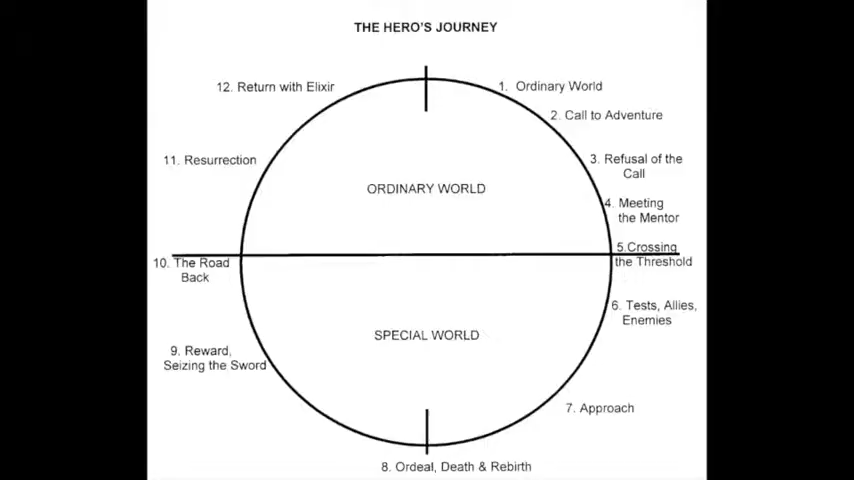 THE HERO'S JOURNEY
12. Return with Elixir
1. Ordinary World
2. Call to Adventure
11. Resurrection
3. Refusal of the
Call
ORDINARY WORLD
4. Meeting
the Mentor
5.Crossing
the Threshold
10. The Road
Back
6. Tests, Allies,
Enemies
SPECIAL WORLD
9. Reward,
Seizing the Sword
7. Approach
8. Ordeal, Death & Rebirth